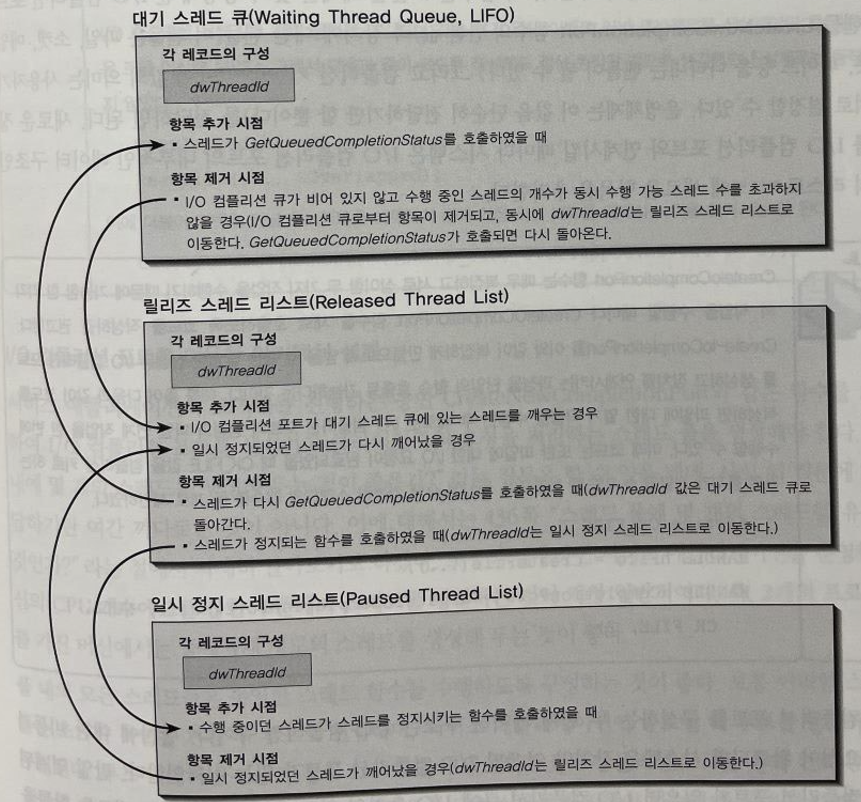 대기 스레드 큐(Waiting Thread Queue, LIFO)
각 레코드의 구성
dwThreadId
항목 추가 시점
▪ 스레드가 GetQueuedCompletionStatus를 호출하였을 때
항목 제거 시점
▪ I/O 컴플리션 큐가 비어 있지 않고 수행 중인 스레드의 개수가 동시 수행 가능 스레드 수를 초과하지
않을 경우(I/O 컴플리션 큐로부터 항목이 제거되고, 동시에 dwThreadId는 릴리즈 스레드 리스트로
이동한다. GetQueuedCompletionStatus가 호출되면 다시 돌아온다.
릴리즈 스레드 리스트(Released Thread List)
각 레코드의 구성
dwThreadId
항목 추가 시점
▪ I/O 컴플리션 포트가 대기 스레드 큐에 있는 스레드를 깨우는 경우
▪ 일시 정지되었던 스레드가 다시 깨어났을 경우
항목 제거 시점
▪ 스레드가 다시 GetQueuedCompletionStatus를 호출하였을 때(dwThreadId 값은 대기 스레드 큐로
돌아간다.
▪ 스레드가 정지되는 함수를 호출하였을 때(dwThreadId는 일시 정지 스레드 리스트로 이동한다.)
일시 정지 스레드 리스트(Paused Thread List)
각 레코드의 구성
dwThreadId
항목 추가 시점
▪ 수행 중이던 스레드가 스레드를 정지시키는 함수를 호출하였을 때
항목 제거 시점
▪ 일시 정지되었던 스레드가 깨어났을 경우(dwThreadId는 릴리즈 스레드 리스트로 이동한다.)